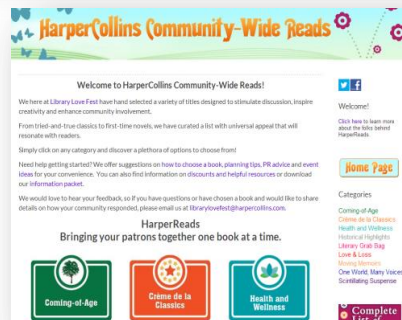 HarperCollins Community-Wide Reads
Welcome to HarperCollins Community-Wide Reads!
We here at Library Love Fest have hand selected a variety of titles designed to stimulate discussion, inspire
creativity and enhance community involvement.
From tried-and-true classics to first-time novels, we have curated a list with universal appeal that will
resonate with readers.
Simply click on any category and discover a plethora of options to choose from!
Need help getting started? We offer suggestions on how to choose a book, planning tips, PR advice and event
ideas for your convenience. You can also find information on discounts and helpful resources or download
our information packet.
We would love to hear your feedback, so if you have questions or have chosen a book and would like to share
details on how your community responded, please email us at librarylovefest@harpercollins.com.
HarperReads
Bringing your patrons together one book at a time.
Coming-of-Age
Crème de la
Classics
Health and
Wellness
Welcome!
Click here to learn more
about the folks behind
HarperReads.
Home Page
Categories
Coming-of-Age
Crème de la Classics
Health and Wellness
Historical Highlights
Literary Grab Bag
Love & Loss
Moving Memoirs
One World, Many Voices
Scintillating Suspense
Complete
List of